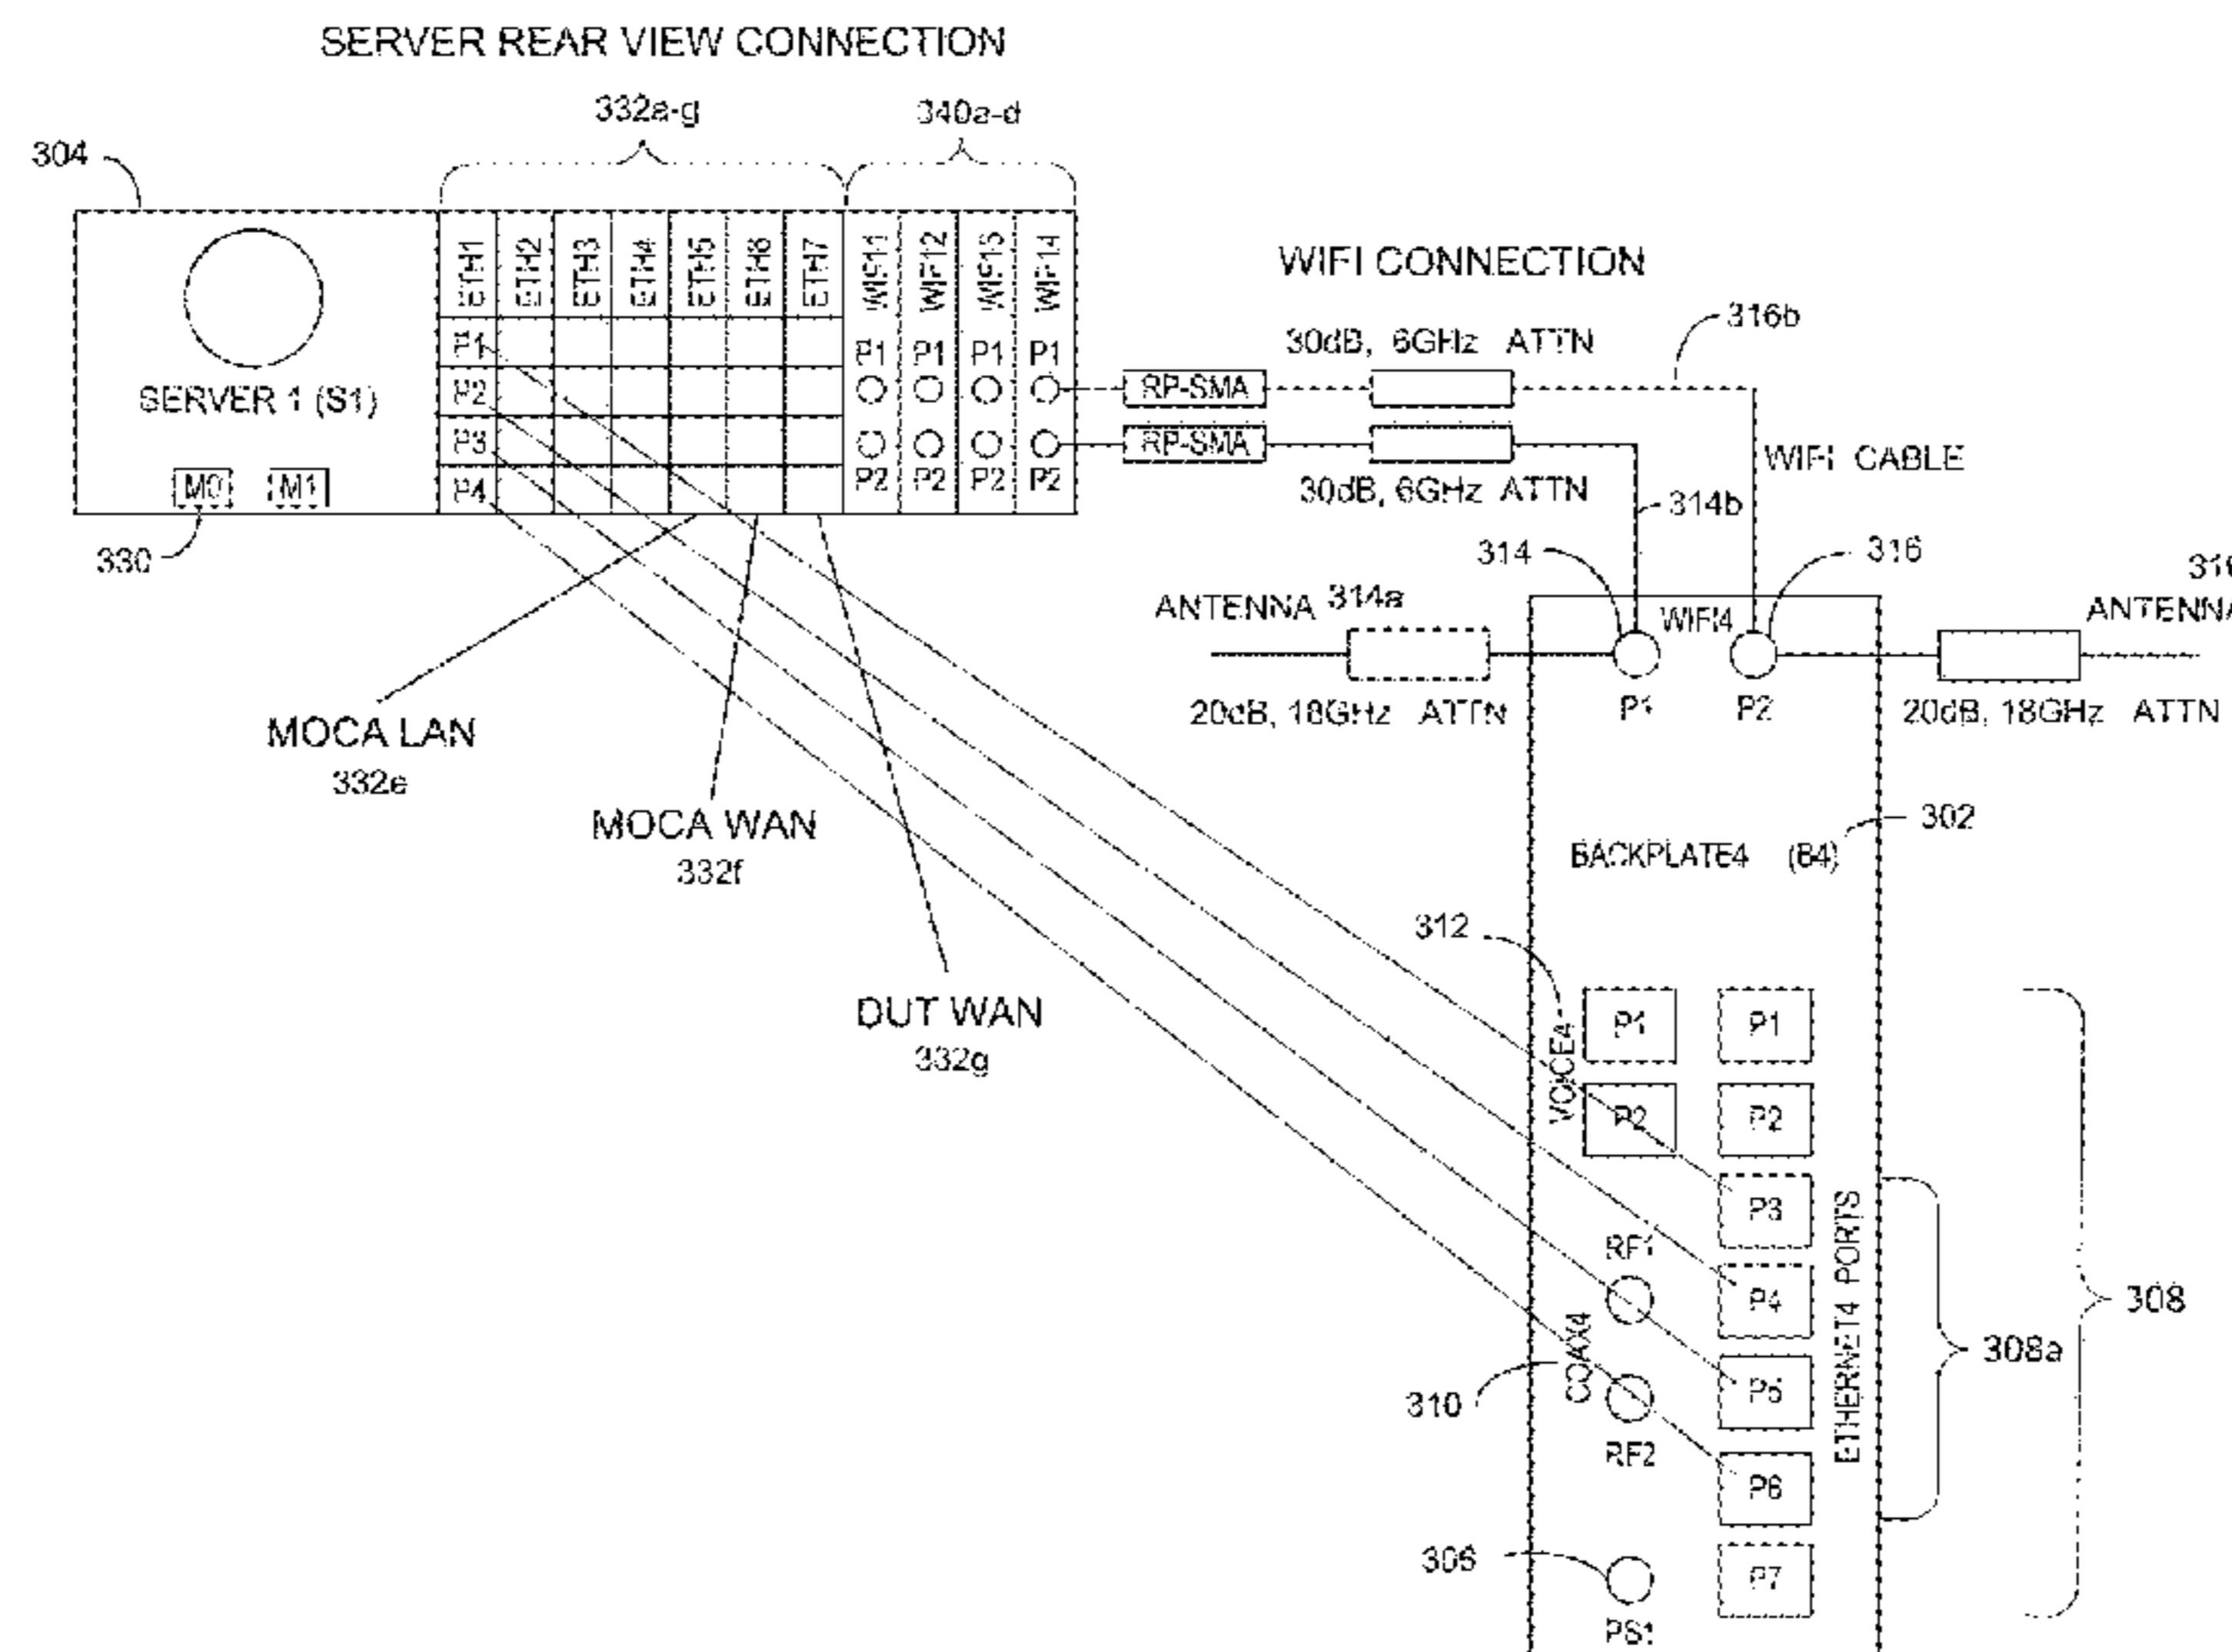 SERVER REAR VIEW CONNECTION
332a-g
340a-d
304
ETH1 ETH2 ETH3 ETH4 ETH5 ETH6 ETH7 WIFI1 WIFI2 WIFI3 WIFI4
P1 P2 P3 P4
P1 P1 P1 P1
P2 P2 P2 P2
SERVER 1 (S1)
M0 M1
330
WIFI CONNECTION
316b
30dB, 6GHz ATTN
RP-SMA
RP-SMA
WIFI CABLE
30dB, 6GHz ATTN
314b
314
316
ANTENNA 314a
ANTENNA
WIFI4
20dB, 18GHz ATTN
P1 P2
20dB, 18GHz ATTN
MOCA LAN
332e
MOCA WAN
332f
DUT WAN
332g
302
BACKPLATE4 (B4)
312
VOICE4
P1 P1
P2 P2
P3
RF1
P4
308
ETHERNET4 PORTS
308a
COAX4
310
P5
RF2
P6
306
P7
PS1